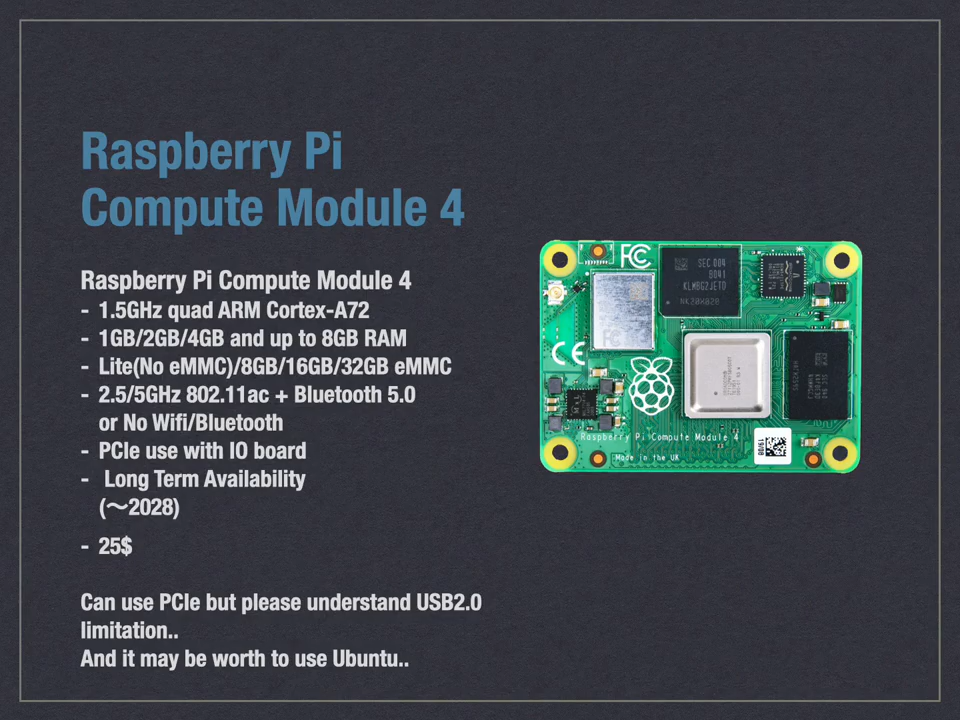 Raspberry Pi
Compute Module 4
Raspberry Pi Compute Module 4
- 1.5GHz quad ARM Cortex-A72
- 1GB/2GB/4GB and up to 8GB RAM
- Lite(No eMMC)/8GB/16GB/32GB eMMC
- 2.5/5GHz 802.11ac + Bluetooth 5.0
or No Wifi/Bluetooth
- PCIe use with IO board
- Long Term Availability
(〜2028)
- 25$
Can use PCIe but please understand USB2.0
limitation..
And it may be worth to use Ubuntu..
FC
SEC 004
B041
KLMBG2JETD
CE
Raspberry Pi Compute Module 4
Made in the UK